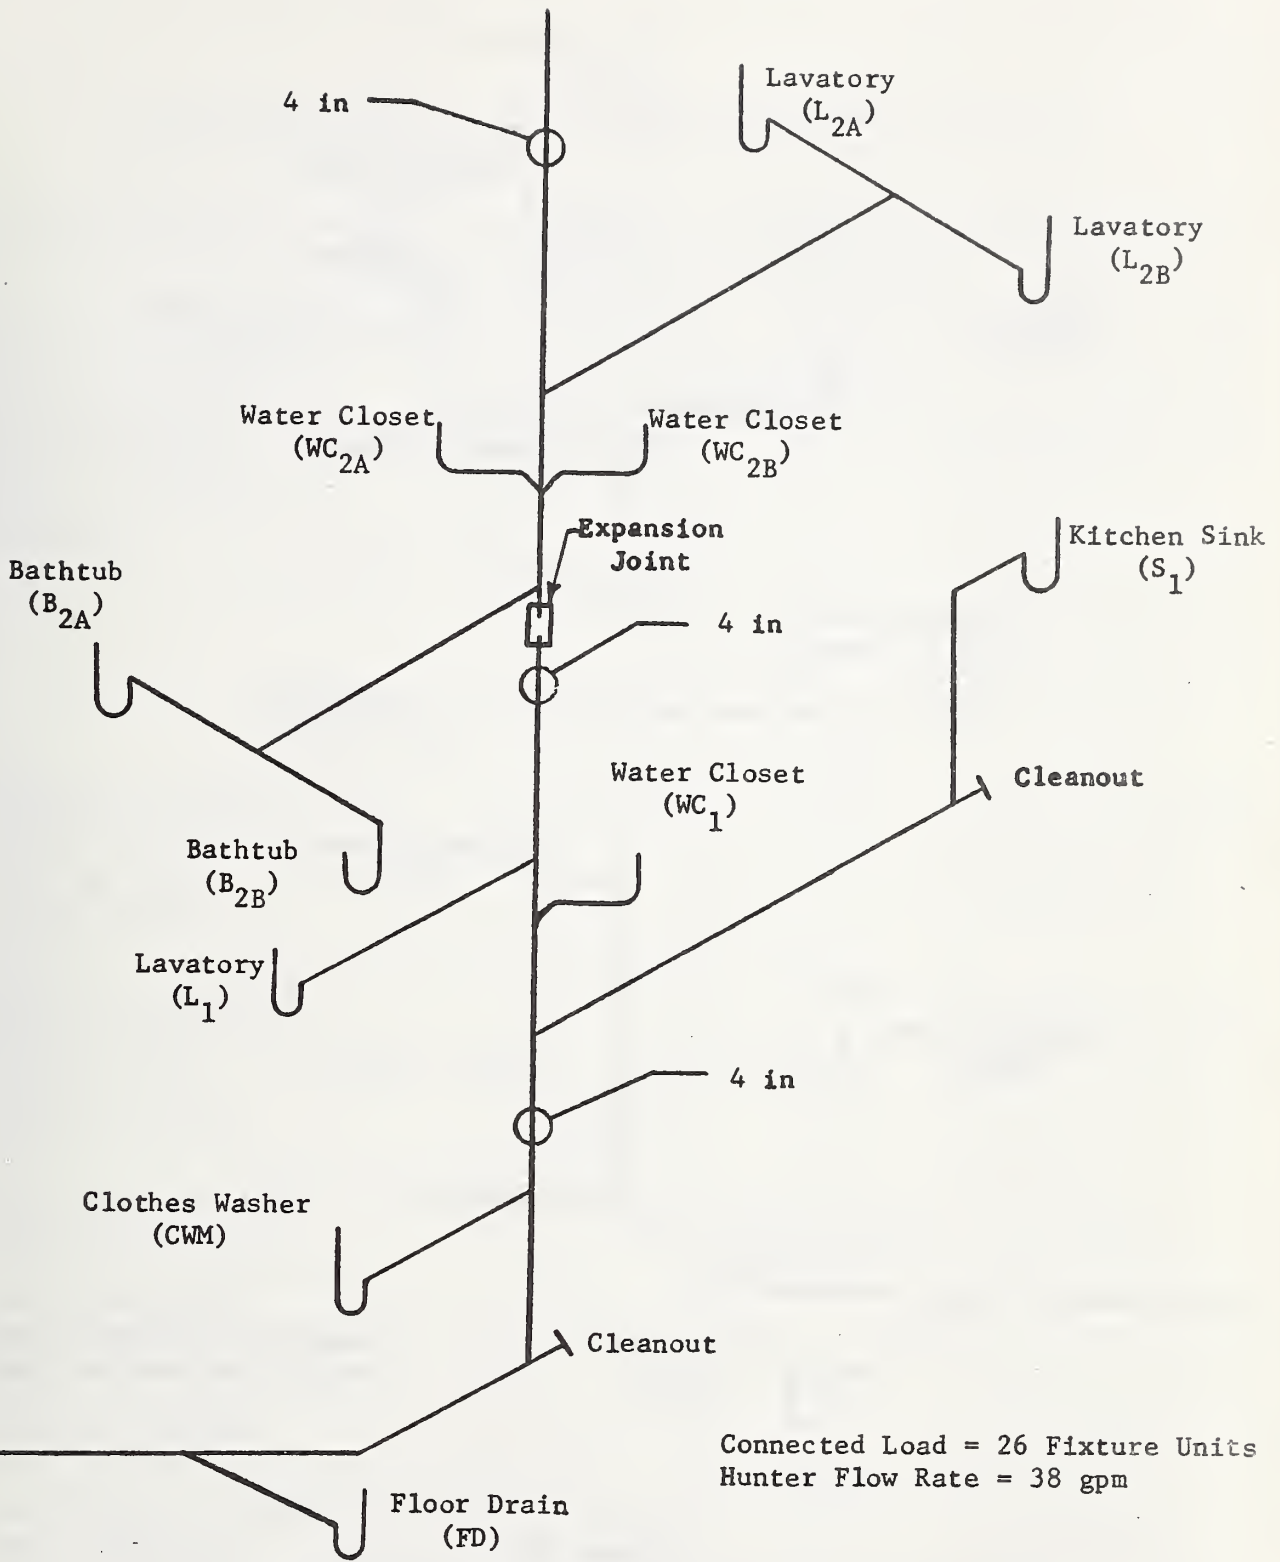 4 in
Lavatory
(L2A)
Lavatory
(L2B)
Water Closet
(WC2A)
Water Closet
(WC2B)
Expansion
Joint
Kitchen Sink
(S1)
Bathtub
(B2A)
4 in
Water Closet
(WC1)
Cleanout
Bathtub
(B2B)
Lavatory
(L1)
4 in
Clothes Washer
(CWM)
Cleanout
Connected Load = 26 Fixture Units
Hunter Flow Rate = 38 gpm
Floor Drain
(FD)